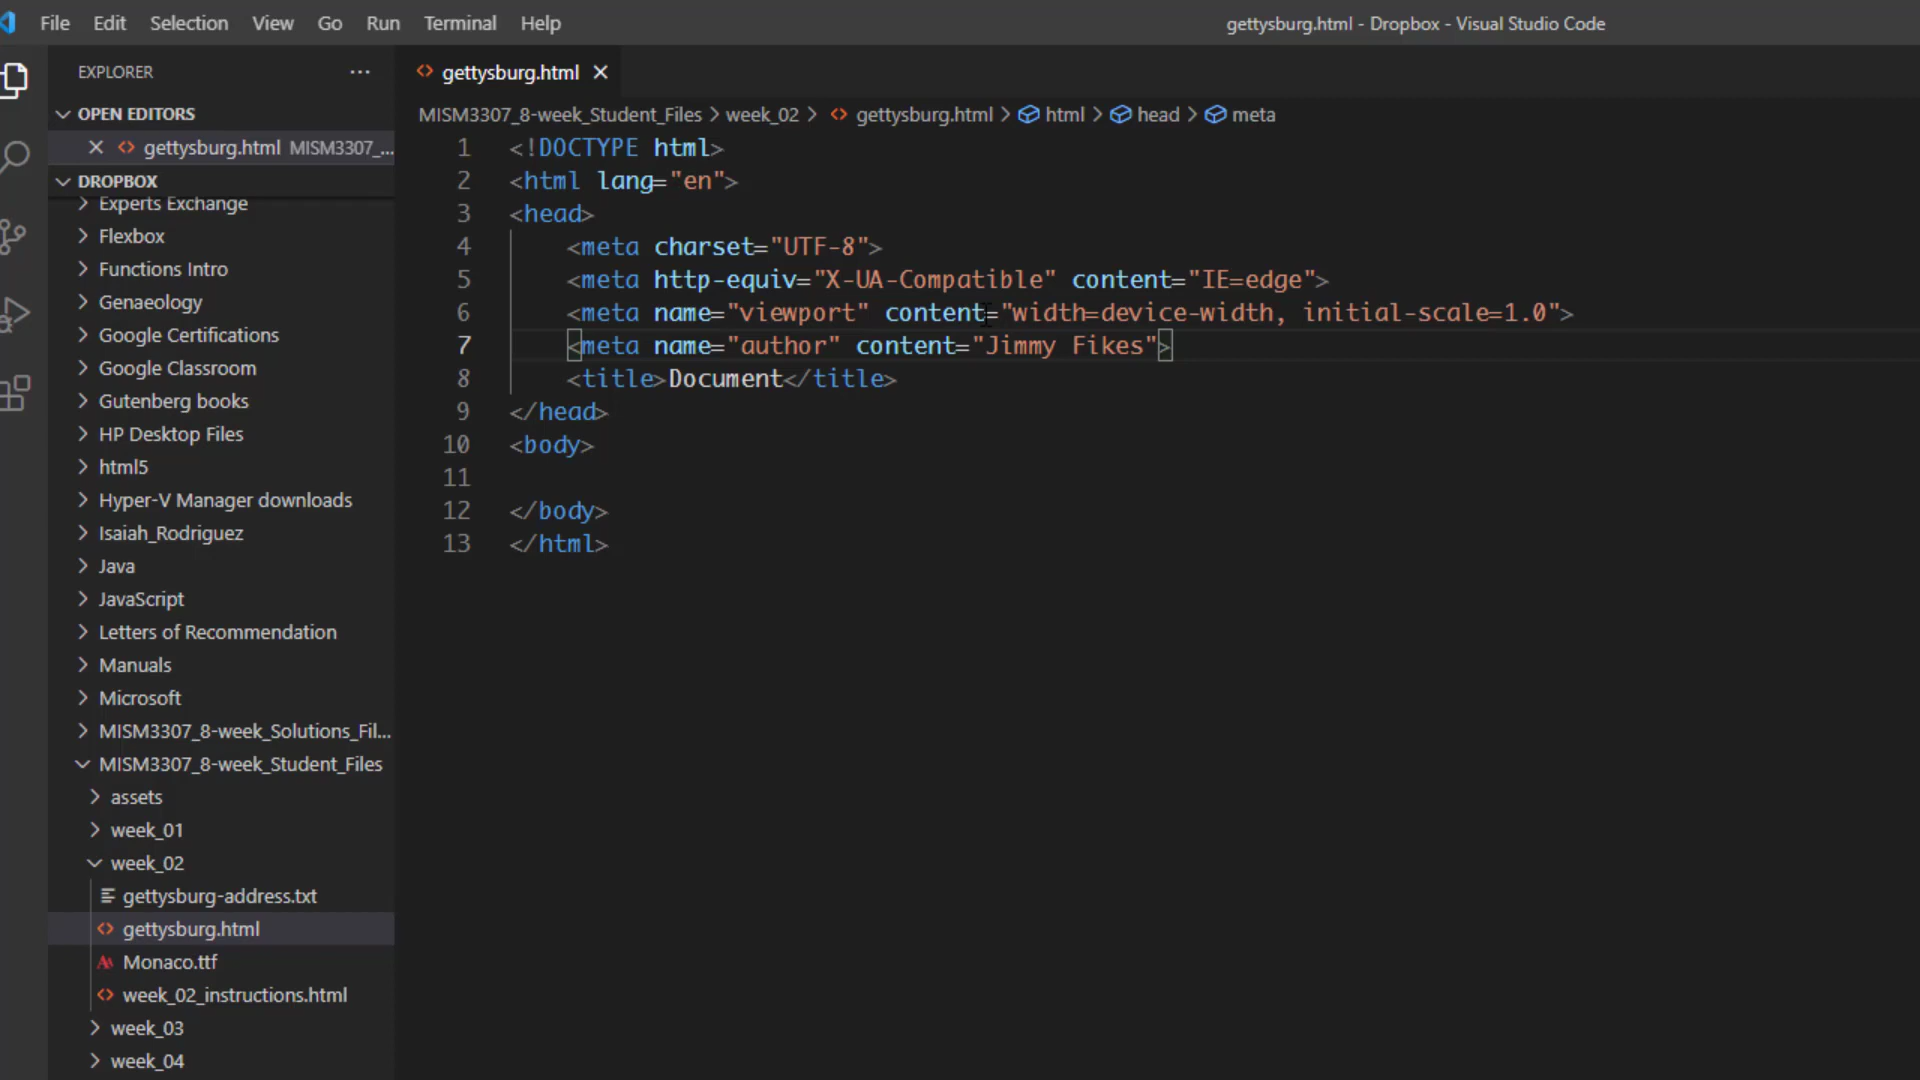 File Edit Selection View Go Run Terminal Help
gettysburg.html - Dropbox - Visual Studio Code
EXPLORER
OPEN EDITORS
gettysburg.html MISM3307_...
DROPBOX
Experts Exchange
Flexbox
Functions Intro
Genaeology
Google Certifications
Google Classroom
Gutenberg books
HP Desktop Files
html5
Hyper-V Manager downloads
Isaiah_Rodriguez
Java
JavaScript
Letters of Recommendation
Manuals
Microsoft
MISM3307_8-week_Solutions_Fil...
MISM3307_8-week_Student_Files
assets
week_01
week_02
gettysburg-address.txt
gettysburg.html
Monaco.ttf
week_02_instructions.html
week_03
week_04
gettysburg.html
MISM3307_8-week_Student_Files > week_02 > gettysburg.html > html > head > meta
1 <!DOCTYPE html>
2 <html lang="en">
3 <head>
4 <meta charset="UTF-8">
5 <meta http-equiv="X-UA-Compatible" content="IE=edge">
6 <meta name="viewport" content="width=device-width, initial-scale=1.0">
7 <meta name="author" content="Jimmy Fikes">
8 <title>Document</title>
9 </head>
10 <body>
11
12 </body>
13 </html>